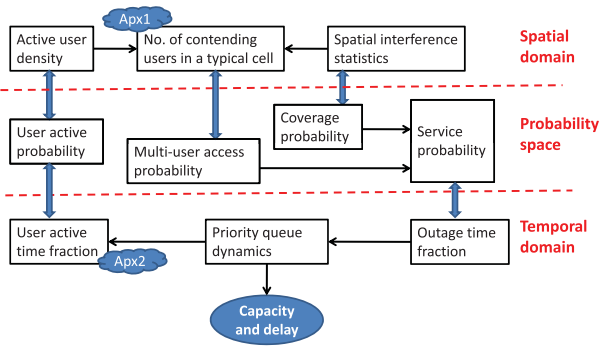 Apx1
Active user
density
No. of contending
users in a typical cell
Spatial interference
statistics
Spatial
domain
User active
probability
Multi-user access
probability
Coverage
probability
Service
probability
Probability
space
User active
time fraction
Apx2
Priority queue
dynamics
Outage time
fraction
Temporal
domain
Capacity
and delay